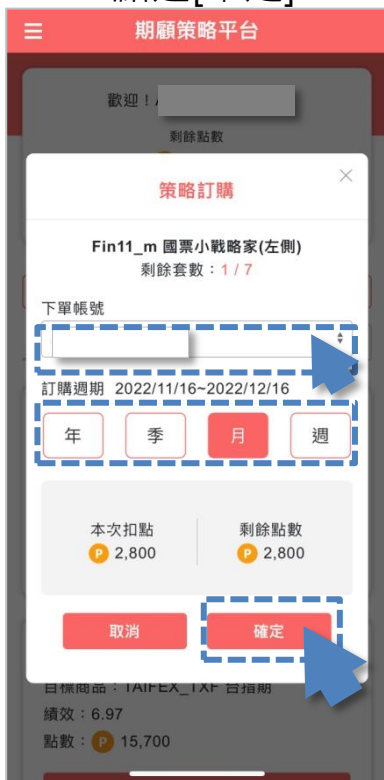 期顧策略平台
歡迎！
剩餘點數
策略訂購
Fin11_m 國票小戰略家(左側)
剩餘套數：1 / 7
下單帳號
訂購週期 2022/11/16~2022/12/16
年 季 月 週
本次扣點 剩餘點數
P 2,800 P 2,800
取消 確定
目標商品：TAIFEX_TXF 台指期
績效：6.97
點數：P 15,700